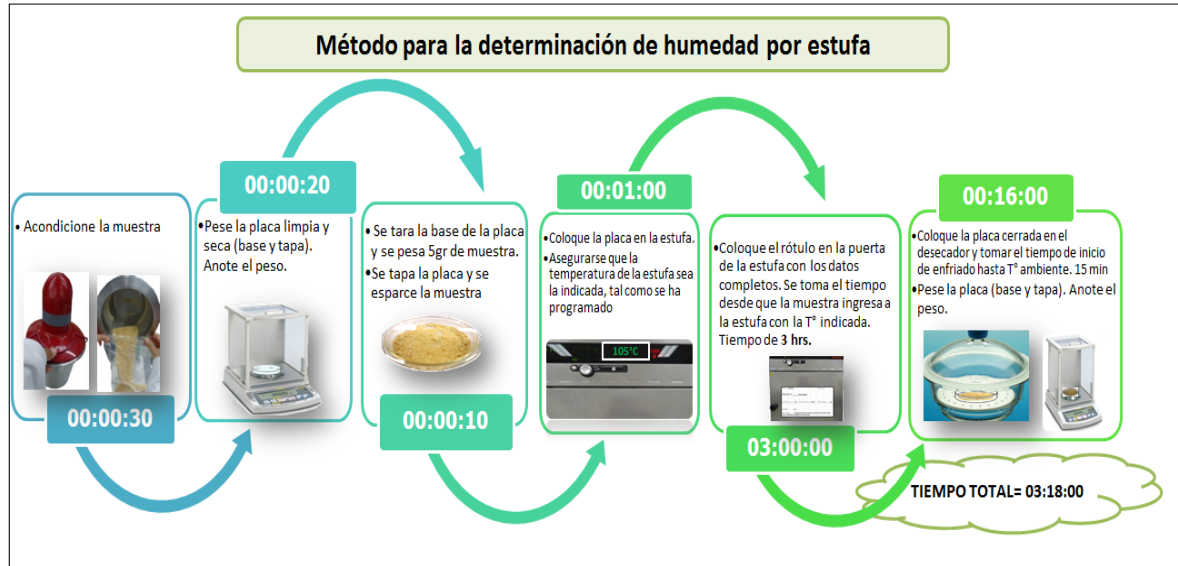 Método para la determinación de humedad por estufa
• Acondicione la muestra
00:00:30
00:00:20
•Pese la placa limpia y
seca (base y tapa).
Anote el peso.
•Se tara la base de la placa
y se pesa 5gr de muestra.
•Se tapa la placa y se
esparce la muestra
00:00:10
00:01:00
•Coloque la placa en la estufa.
•Asegurarse que la
temperatura de la estufa sea
la indicada, tal como se ha
programado
105°C
•Coloque el rótulo en la puerta
de la estufa con los datos
completos. Se toma el tiempo
desde que la muestra ingresa a
la estufa con la T° indicada.
Tiempo de 3 hrs.
03:00:00
00:16:00
•Coloque la placa cerrada en el
desecador y tomar el tiempo de inicio
de enfriado hasta T° ambiente. 15 min
•Pese la placa (base y tapa). Anote el
peso.
TIEMPO TOTAL= 03:18:00